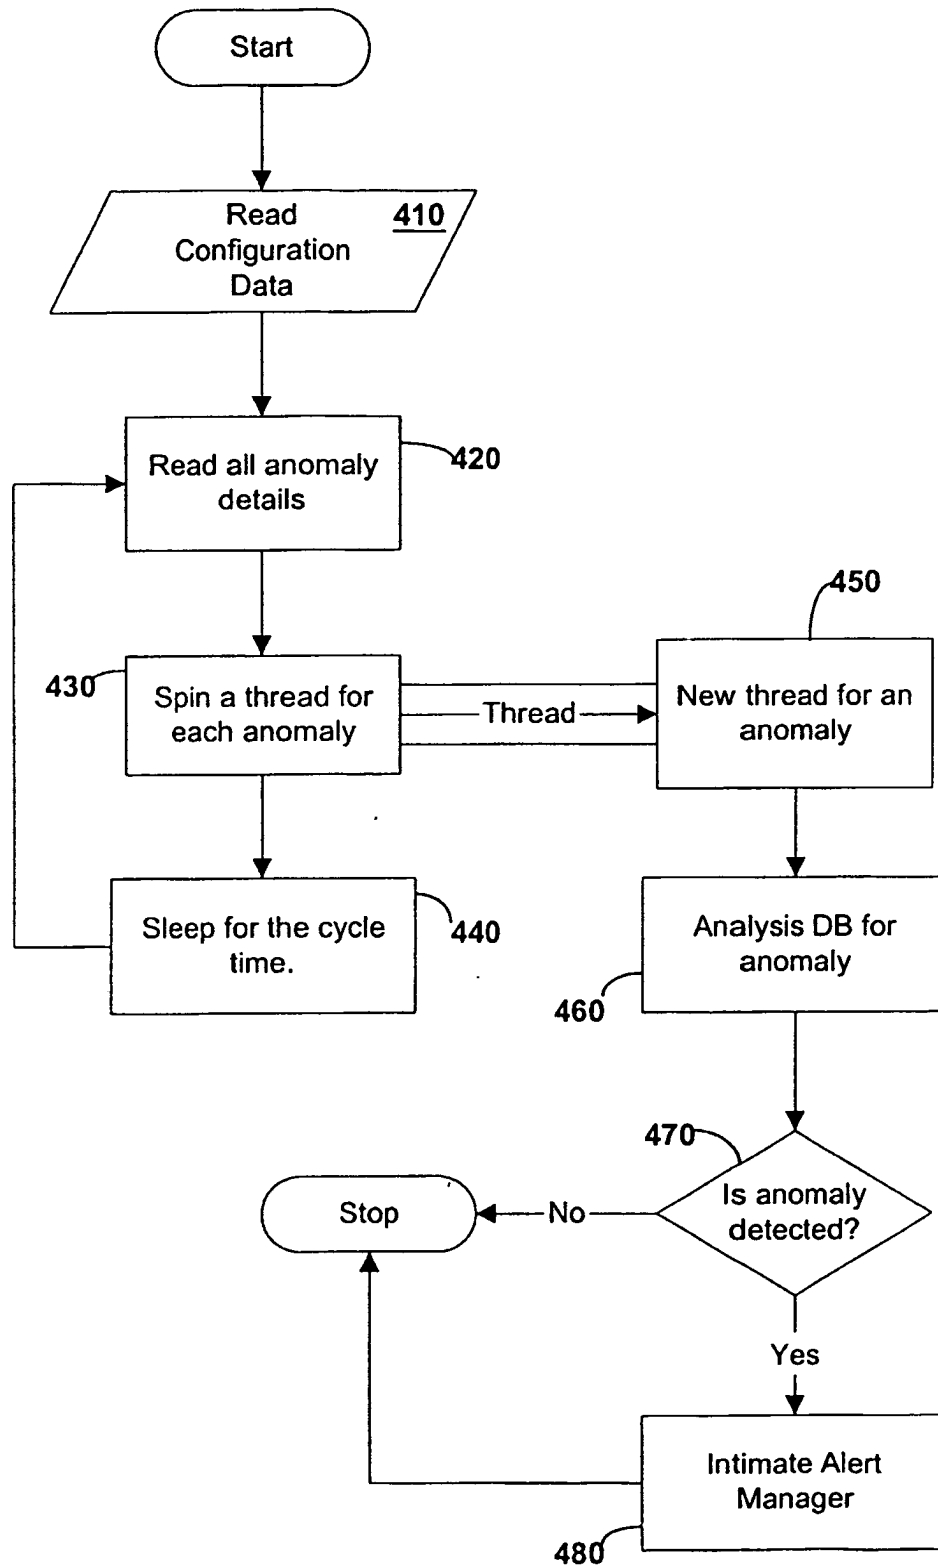 Start
Read
Configuration
Data
410
Read all anomaly
details
420
450
430
Spin a thread for
each anomaly
Thread
New thread for an
anomaly
Sleep for the cycle
time.
440
Analysis DB for
anomaly
460
470
Is anomaly
detected?
No
Stop
Yes
Intimate Alert
Manager
480